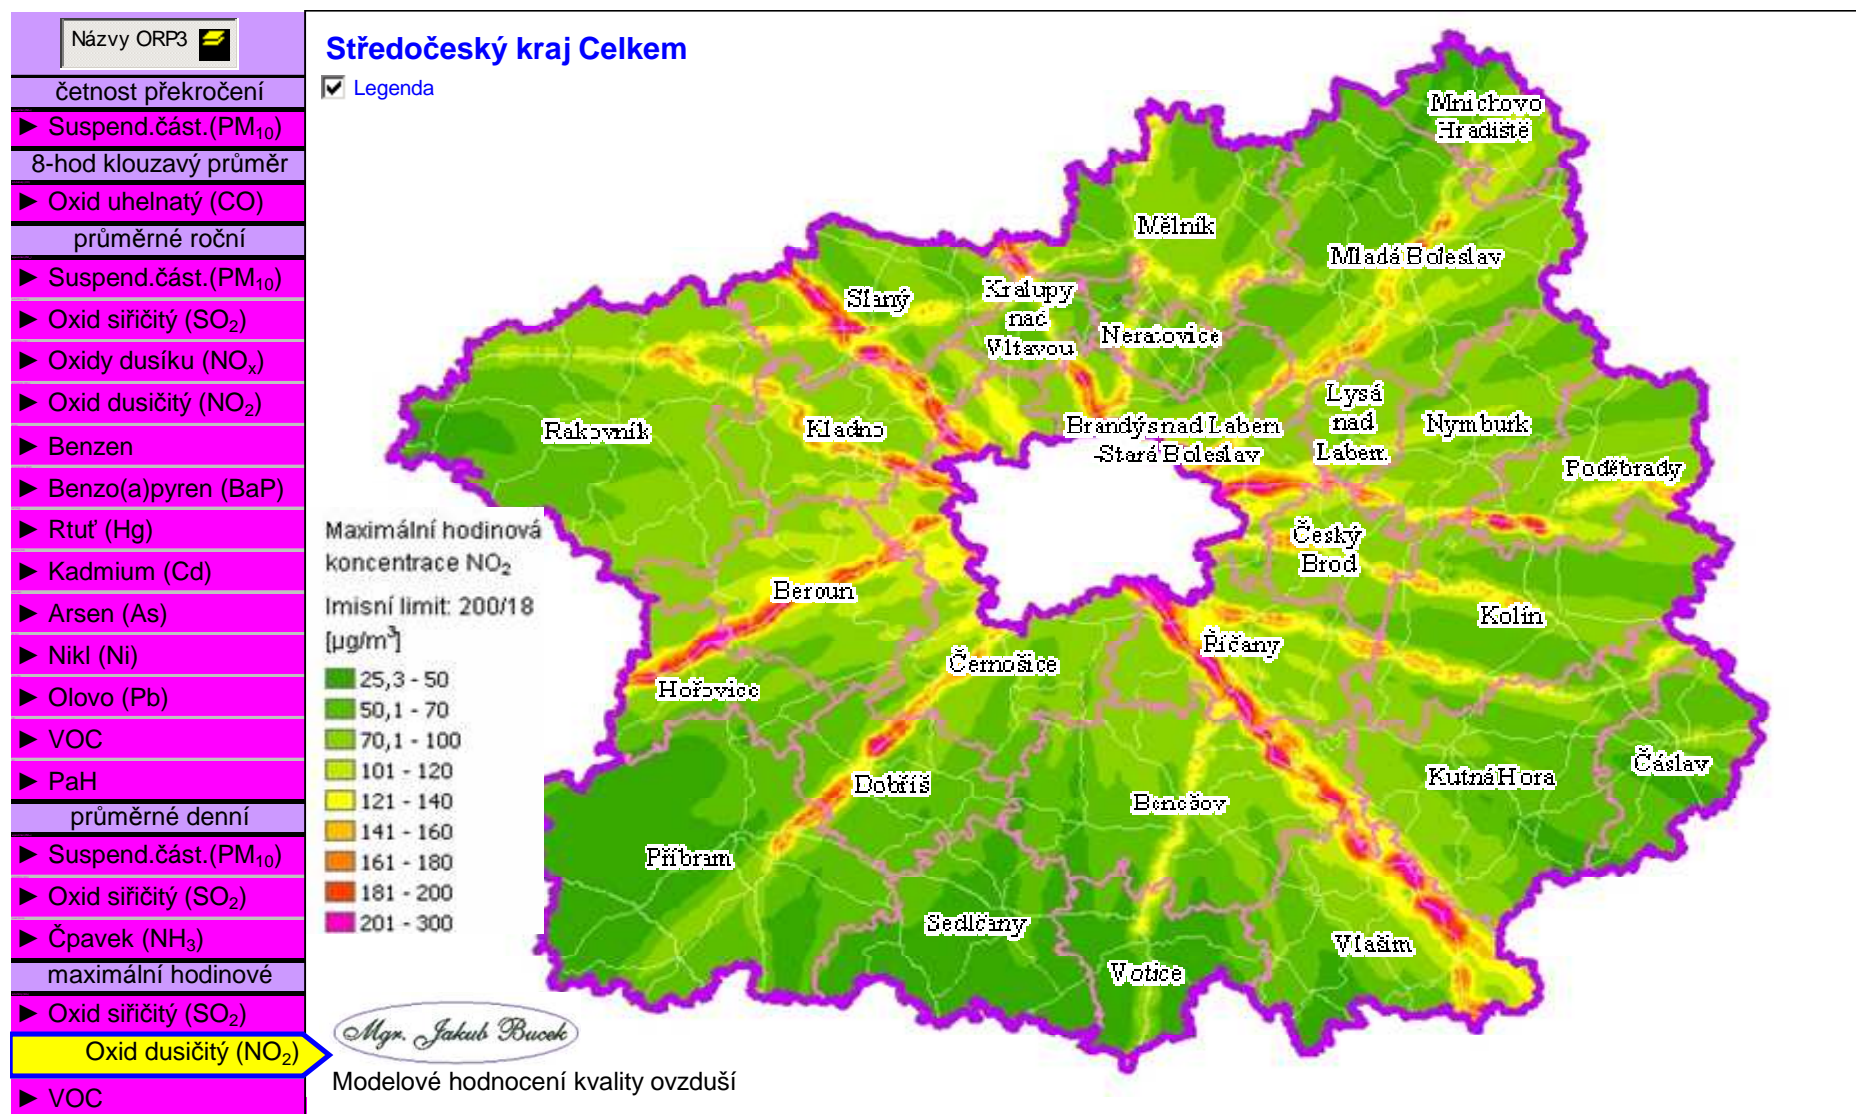 Názvy ORP3
četnost překročení
► Suspend.část.(PM₁₀)
8-hod klouzavý průměr
► Oxid uhelnatý (CO)
průměrné roční
► Suspend.část.(PM₁₀)
► Oxid siřičitý (SO₂)
► Oxidy dusíku (NOₓ)
► Oxid dusičitý (NO₂)
► Benzen
► Benzo(a)pyren (BaP)
► Rtuť (Hg)
► Kadmium (Cd)
► Arsen (As)
► Nikl (Ni)
► Olovo (Pb)
► VOC
► PaH
průměrné denní
► Suspend.část.(PM₁₀)
► Oxid siřičitý (SO₂)
► Čpavek (NH₃)
maximální hodinové
► Oxid siřičitý (SO₂)
Oxid dusičitý (NO₂)
► VOC
Středočeský kraj Celkem
Legenda
Mnichovo
Hradiště
Mělník
Mladá Boleslav
Slaný
Kralupy
nad
Vltavou
Neratovice
Rakovník
Kladno
Brandýs nad Labem
-Stará Boleslav
Lysá
nad
Labem
Nymburk
Poděbrady
Český
Brod
Kolín
Beroun
Hořovice
Černošice
Říčany
Dobříš
Benešov
Kutná Hora
Čáslav
Příbram
Sedlčany
Votice
Vlašim
Maximální hodinová
koncentrace NO₂
Imisní limit: 200/18
[µg/m³]
25,3 - 50
50,1 - 70
70,1 - 100
101 - 120
121 - 140
141 - 160
161 - 180
181 - 200
201 - 300
Mgr. Jakub Bucek
Modelové hodnocení kvality ovzduší